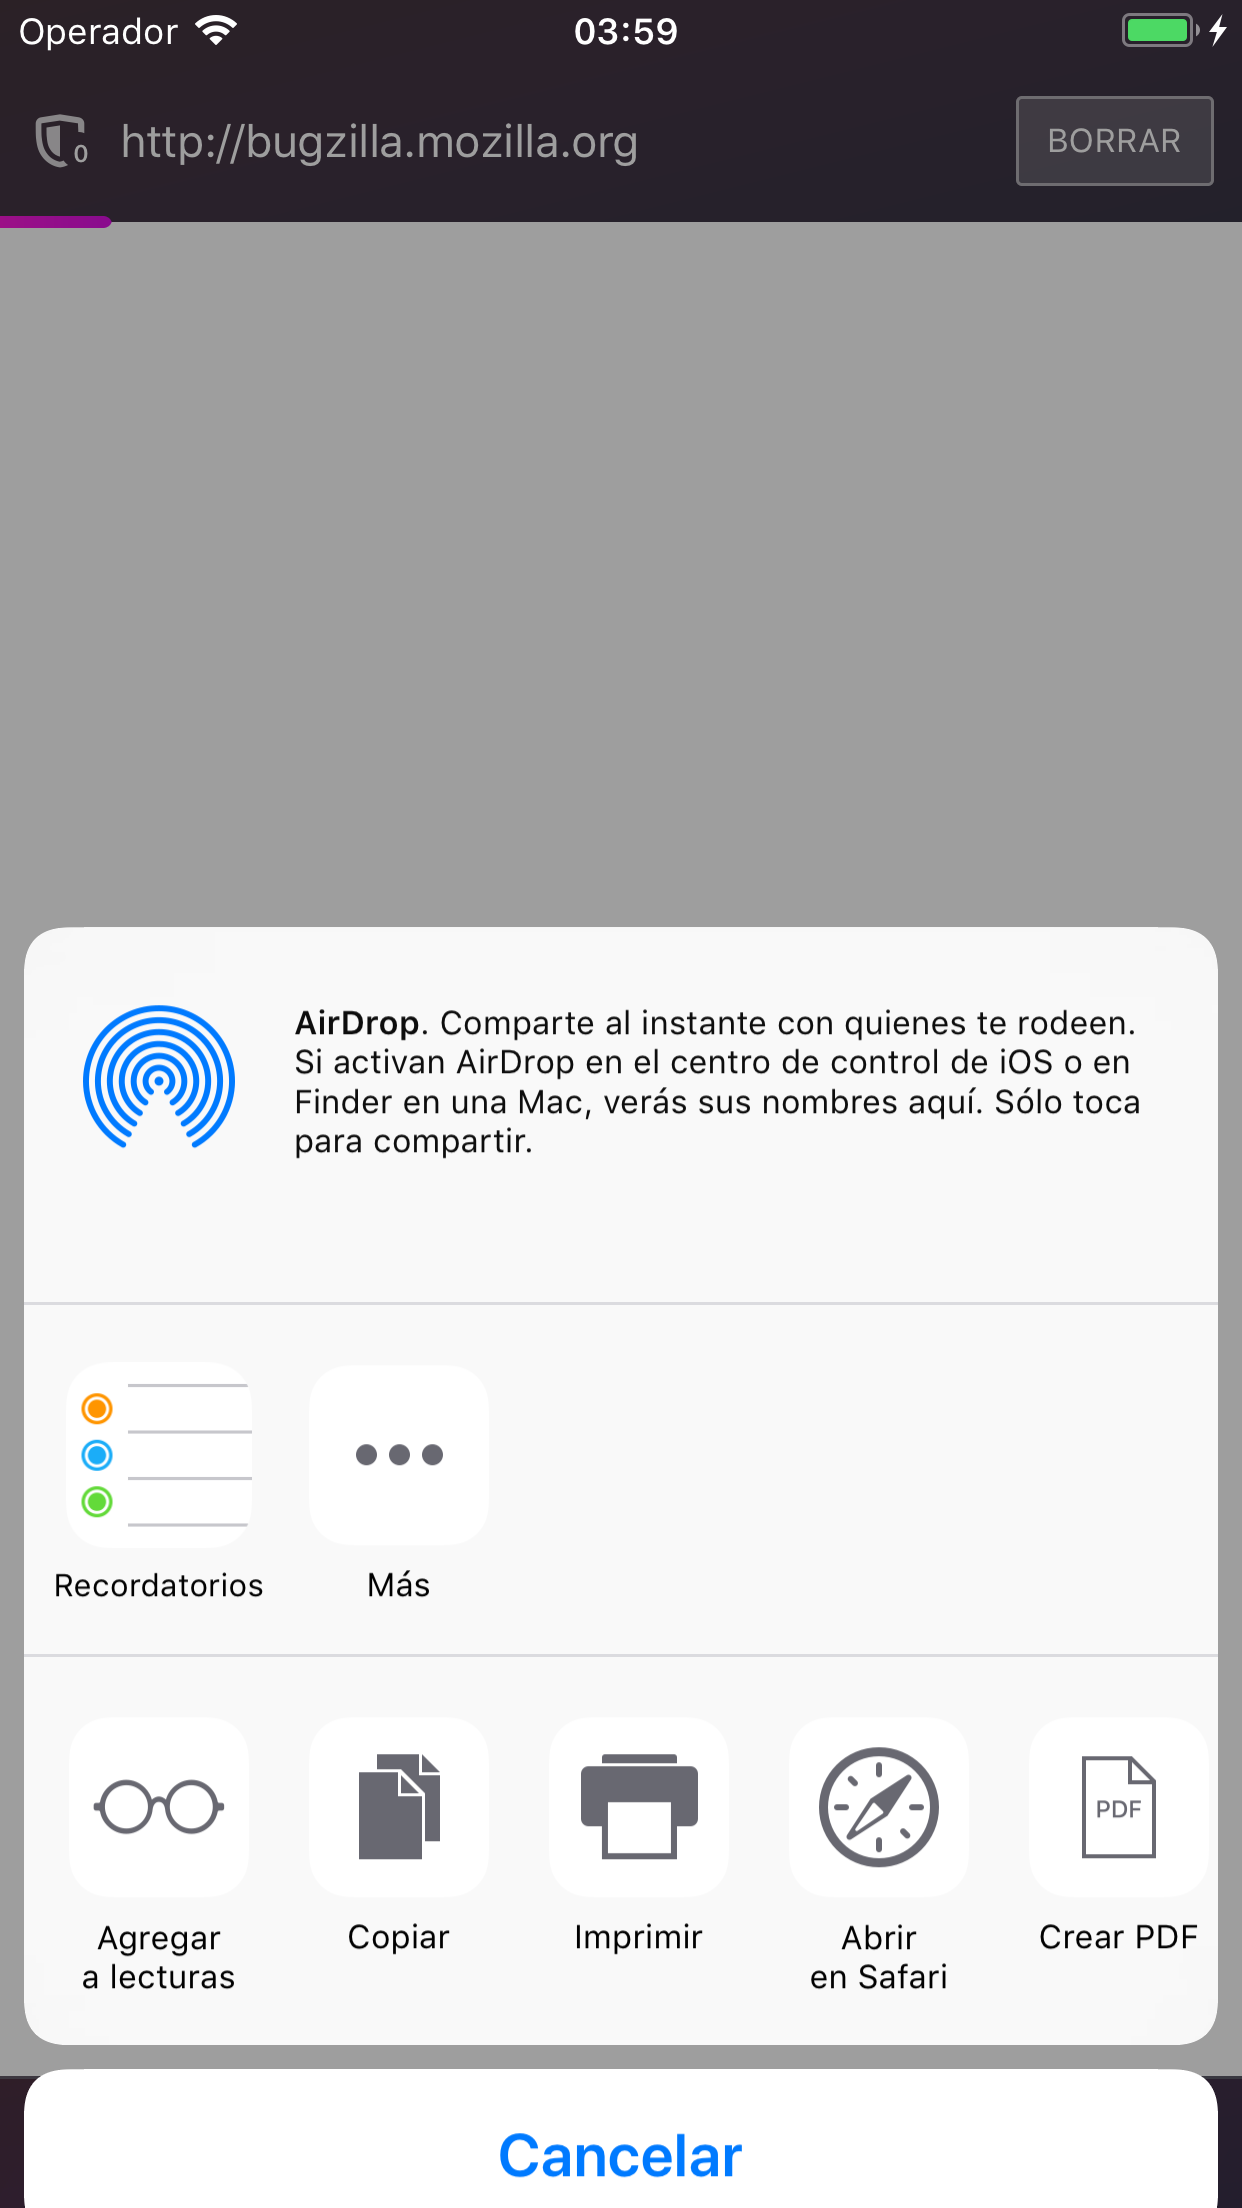 Operador
03:59
0
http://bugzilla.mozilla.org
BORRAR
AirDrop. Comparte al instante con quienes te rodeen.
Si activan AirDrop en el centro de control de iOS o en
Finder en una Mac, verás sus nombres aquí. Sólo toca
para compartir.
Recordatorios
Más
PDF
Agregar
a lecturas
Copiar
Imprimir
Abrir
en Safari
Crear PDF
Cancelar